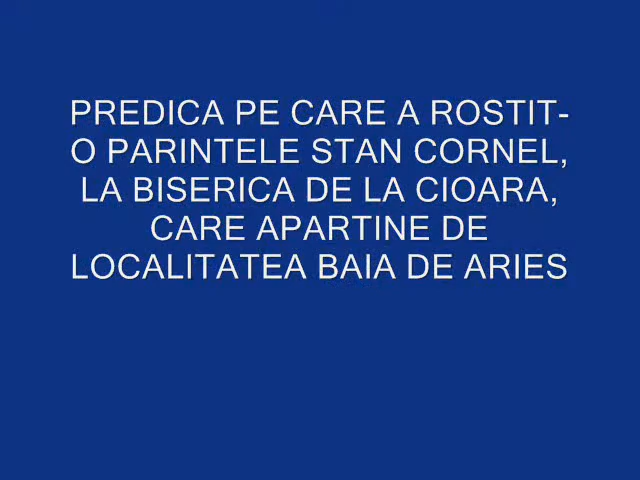 PREDICA PE CARE A ROSTIT-
O PARINTELE STAN CORNEL,
LA BISERICA DE LA CIOARA,
CARE APARTINE DE
LOCALITATEA BAIA DE ARIES